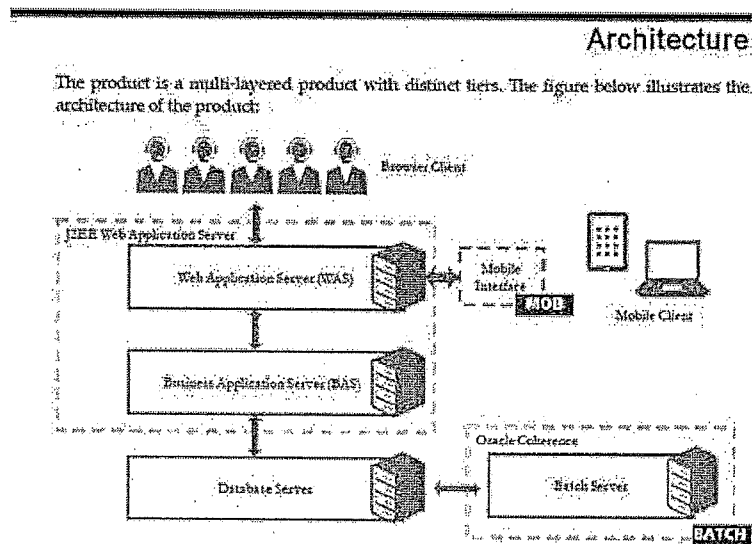 Architecture
The product is a multi-layered product with distinct tiers. The figure below illustrates the
architecture of the product:
Browser Client
J2EE Web Application Server
Web Application Server (WAS)
Mobile
Interface
MOB
Mobile Client
Business Application Server (BAS)
Oracle Coherence
Database Server
Batch Server
BATCH